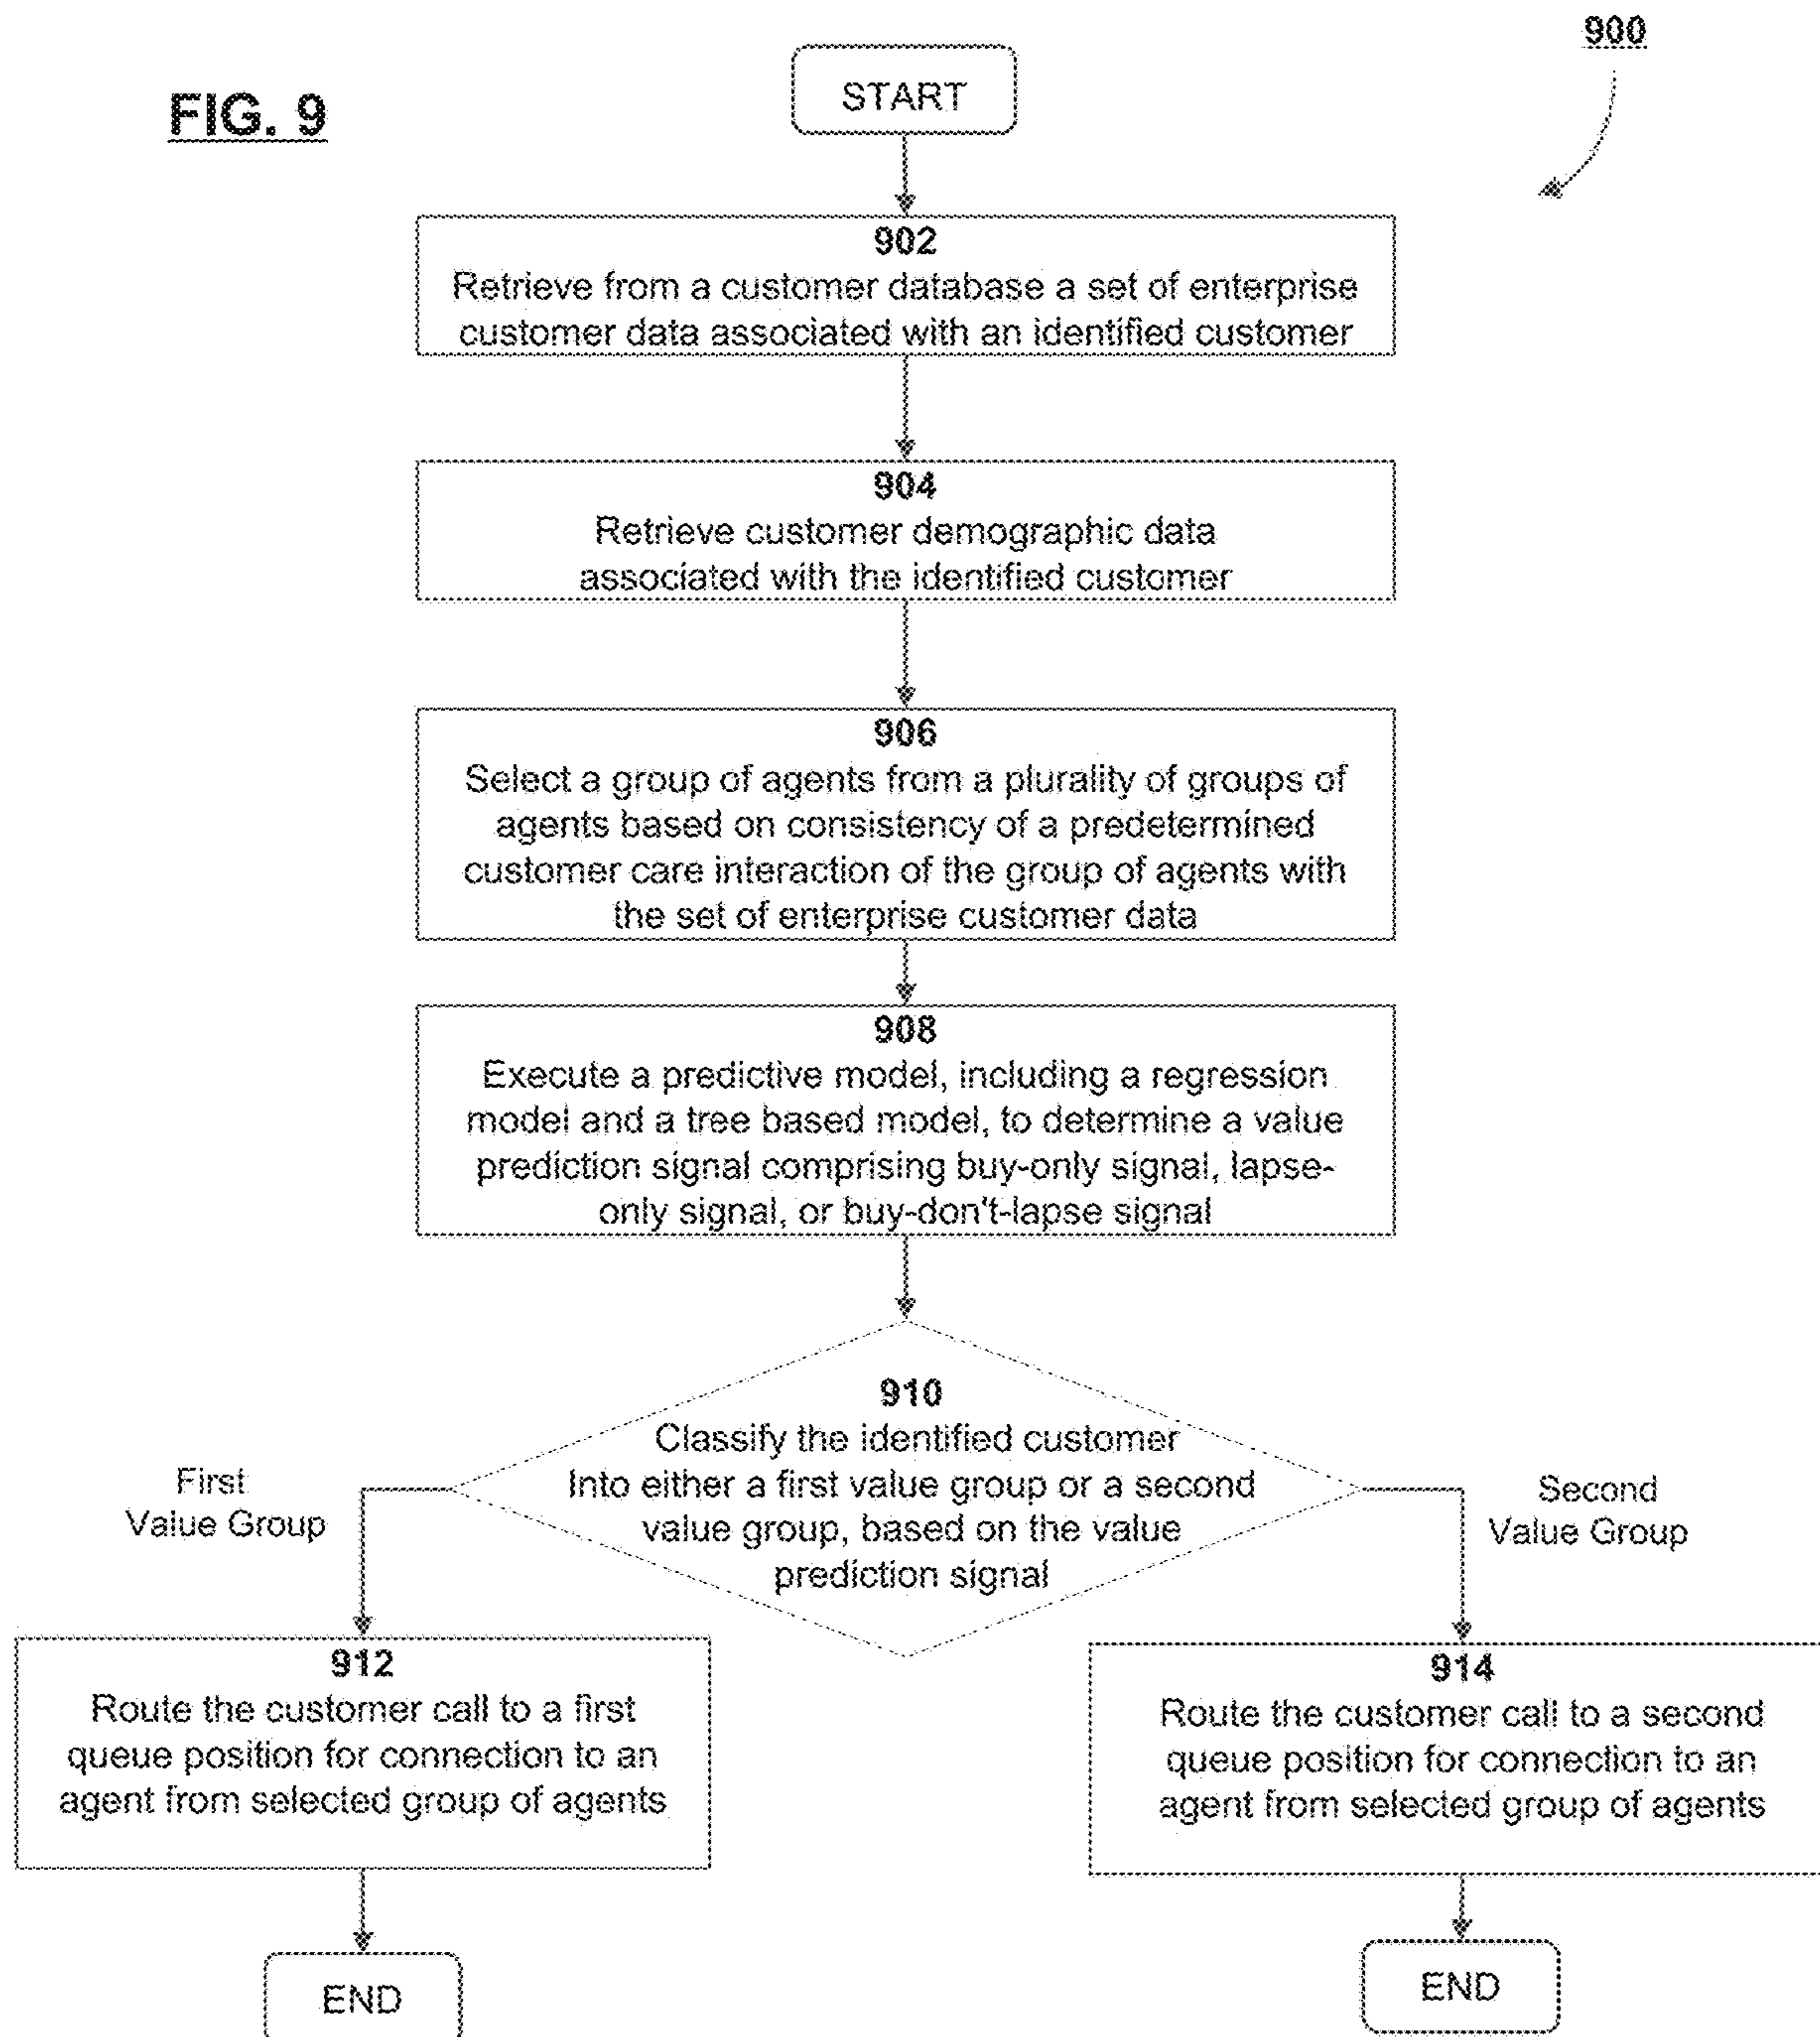 900
FIG. 9
START
902
Retrieve from a customer database a set of enterprise
customer data associated with an identified customer
904
Retrieve customer demographic data
associated with the identified customer
906
Select a group of agents from a plurality of groups of
agents based on consistency of a predetermined
customer care interaction of the group of agents with
the set of enterprise customer data
908
Execute a predictive model, including a regression
model and a tree based model, to determine a value
prediction signal comprising buy-only signal, lapse-
only signal, or buy-don't-lapse signal
910
Classify the identified customer
Into either a first value group or a second
value group, based on the value
prediction signal
First
Value Group
Second
Value Group
912
Route the customer call to a first
queue position for connection to an
agent from selected group of agents
914
Route the customer call to a second
queue position for connection to an
agent from selected group of agents
END
END